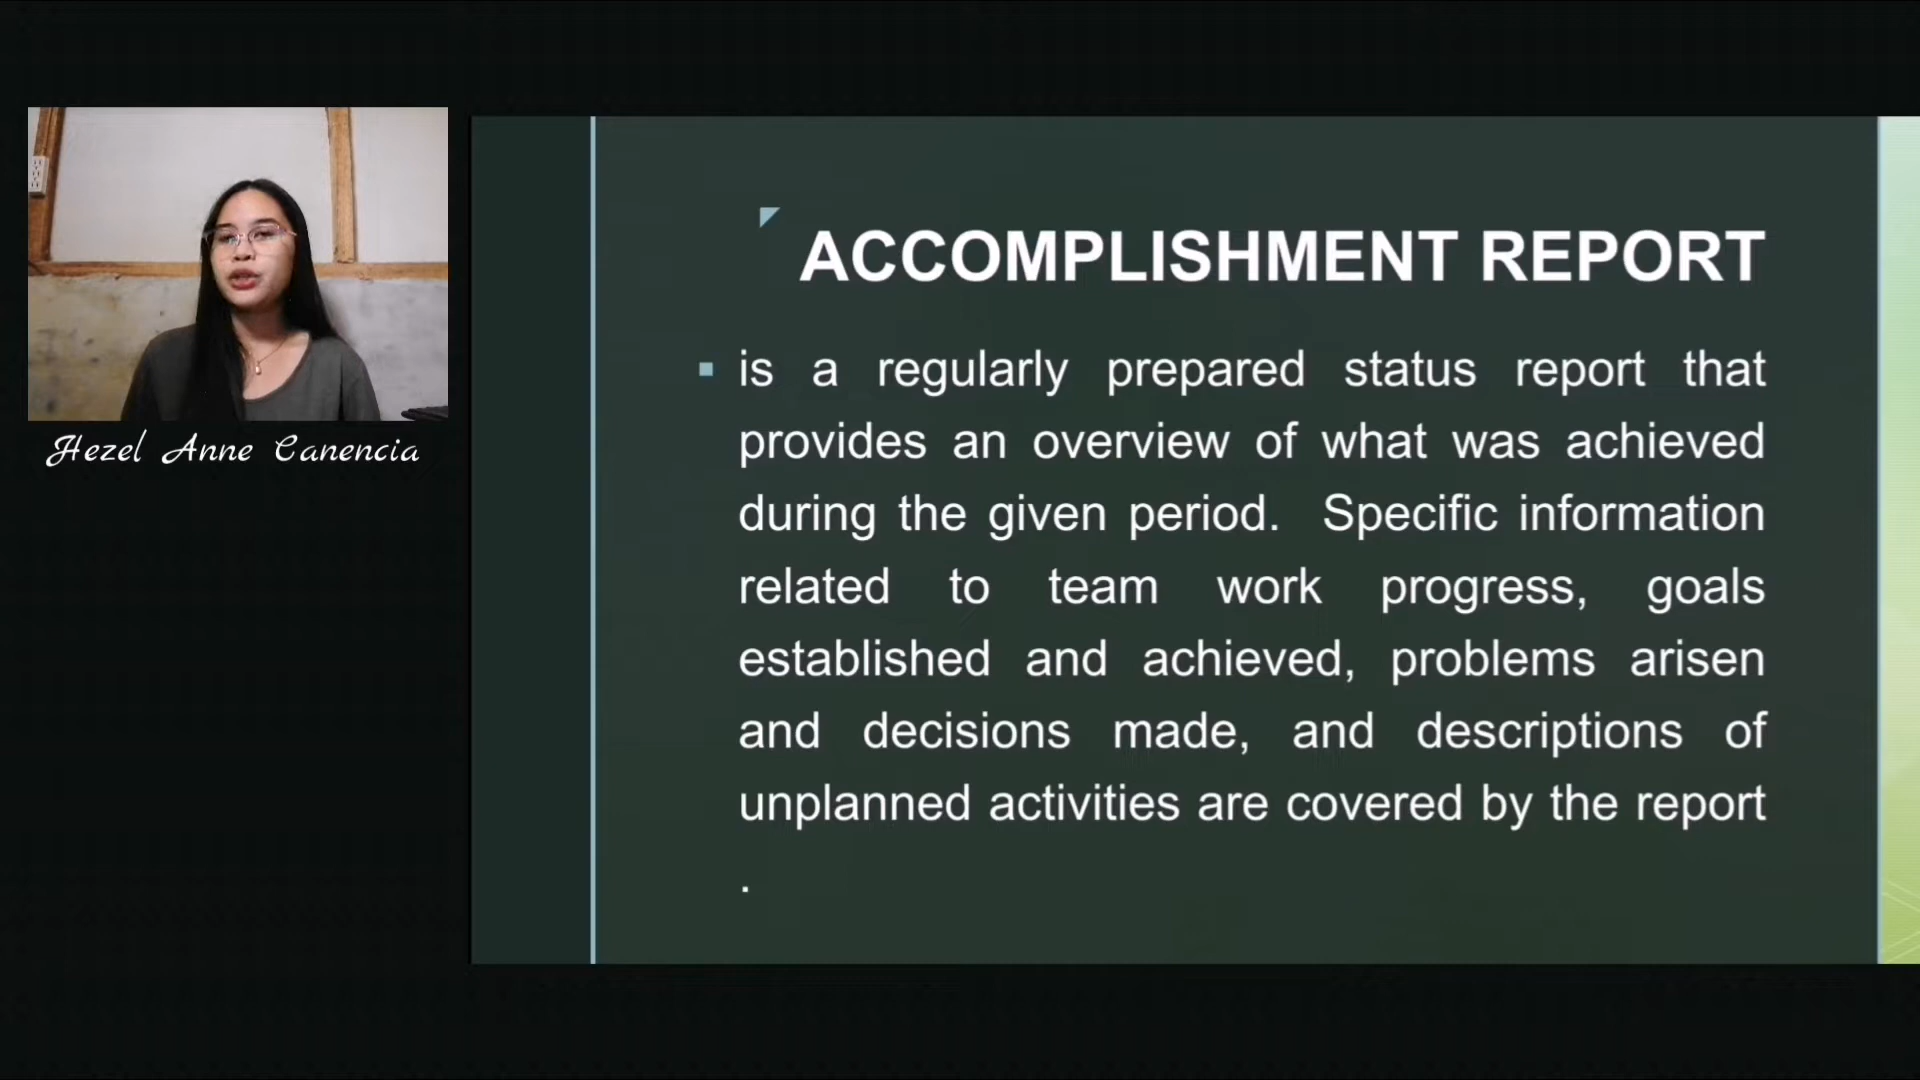 Hezel Anne Canencia
ACCOMPLISHMENT REPORT
is a regularly prepared status report that
provides an overview of what was achieved
during the given period. Specific information
related to team work progress, goals
established and achieved, problems arisen
and decisions made, and descriptions of
unplanned activities are covered by the report
.